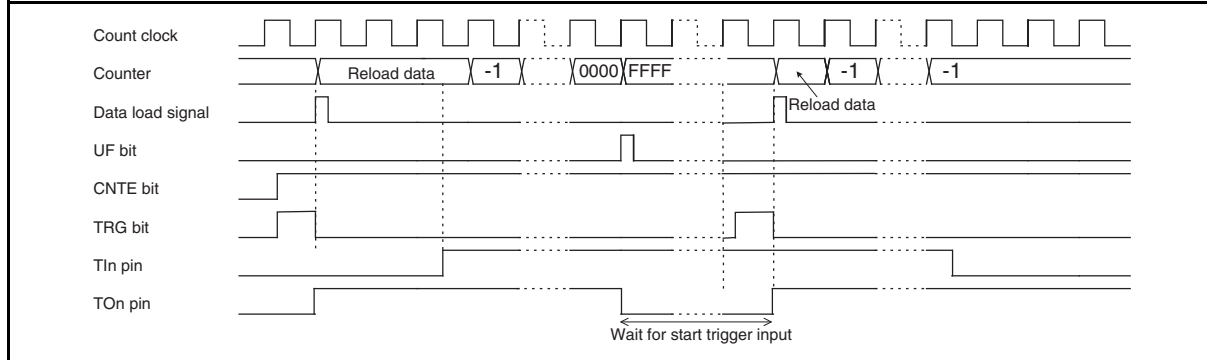 Count clock
Counter Reload data -1 0000 FFFF -1 -1
Reload data
Data load signal
UF bit
CNTE bit
TRG bit
TIn pin
TOn pin
Wait for start trigger input